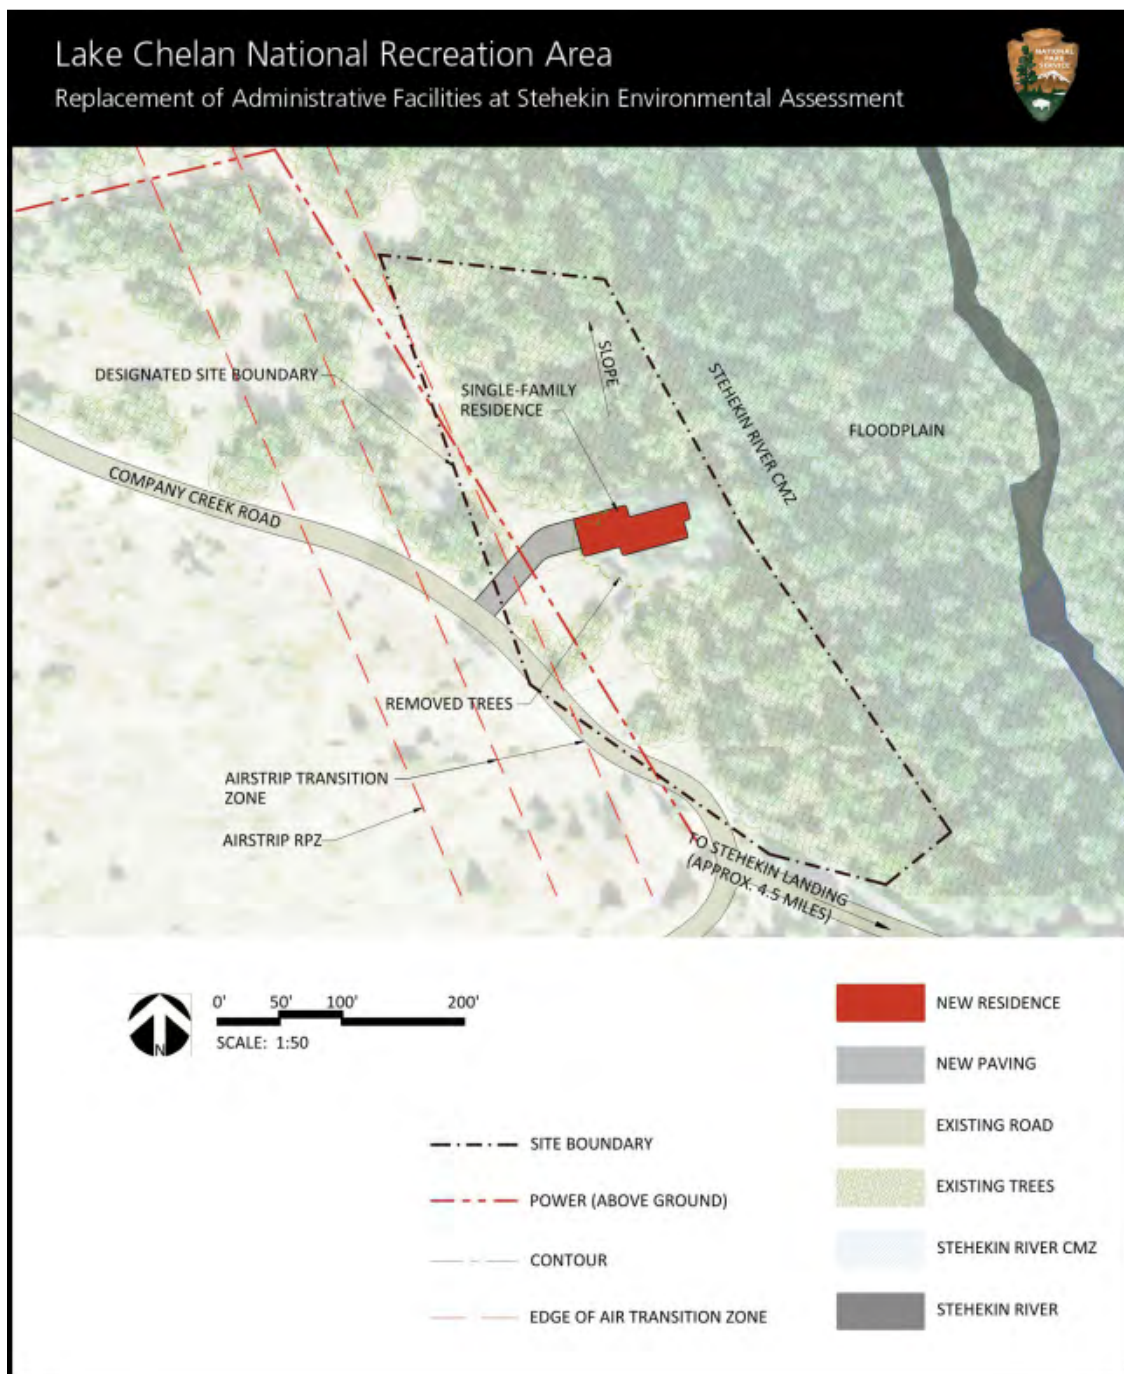 Lake Chelan National Recreation Area
Replacement of Administrative Facilities at Stehekin Environmental Assessment
NATIONAL
PARK
SERVICE
DESIGNATED SITE BOUNDARY
SINGLE-FAMILY
RESIDENCE
SLOPE
STEHEKIN RIVER CMZ
FLOODPLAIN
COMPANY CREEK ROAD
REMOVED TREES
AIRSTRIP TRANSITION
ZONE
AIRSTRIP RPZ
TO STEHEKIN LANDING
(APPROX. 4.5 MILES)
N
0' 50' 100' 200'
SCALE: 1:50
SITE BOUNDARY
POWER (ABOVE GROUND)
CONTOUR
EDGE OF AIR TRANSITION ZONE
NEW RESIDENCE
NEW PAVING
EXISTING ROAD
EXISTING TREES
STEHEKIN RIVER CMZ
STEHEKIN RIVER